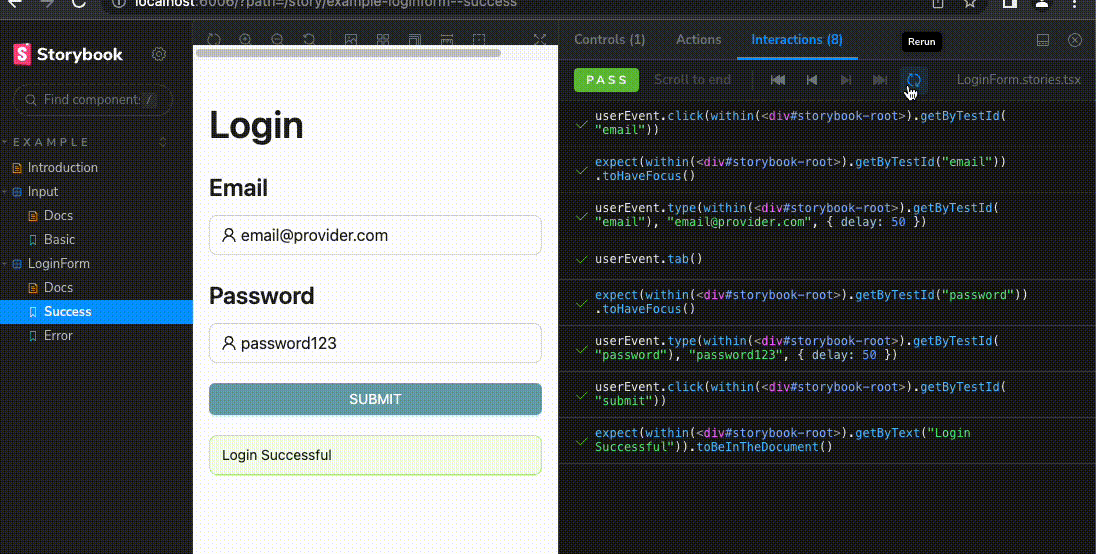 localhost:6006/?path=/story/example-loginform--success
Storybook
Find component
/
EXAMPLE
Introduction
Input
Docs
Basic
LoginForm
Docs
Success
Error
Login
Email
email@provider.com
Password
password123
SUBMIT
Login Successful
Controls (1)
Actions
Interactions (8)
Rerun
PASS
Scroll to end
LoginForm.stories.tsx
userEvent.click(within(<div#storybook-root>).getByTestId(
"email"))
expect(within(<div#storybook-root>).getByTestId("email"))
.toHaveFocus()
userEvent.type(within(<div#storybook-root>).getByTestId(
"email"), "email@provider.com", { delay: 50 })
userEvent.tab()
expect(within(<div#storybook-root>).getByTestId("password"))
.toHaveFocus()
userEvent.type(within(<div#storybook-root>).getByTestId(
"password"), "password123", { delay: 50 })
userEvent.click(within(<div#storybook-root>).getByTestId(
"submit"))
expect(within(<div#storybook-root>).getByText("Login
Successful")).toBeInTheDocument()